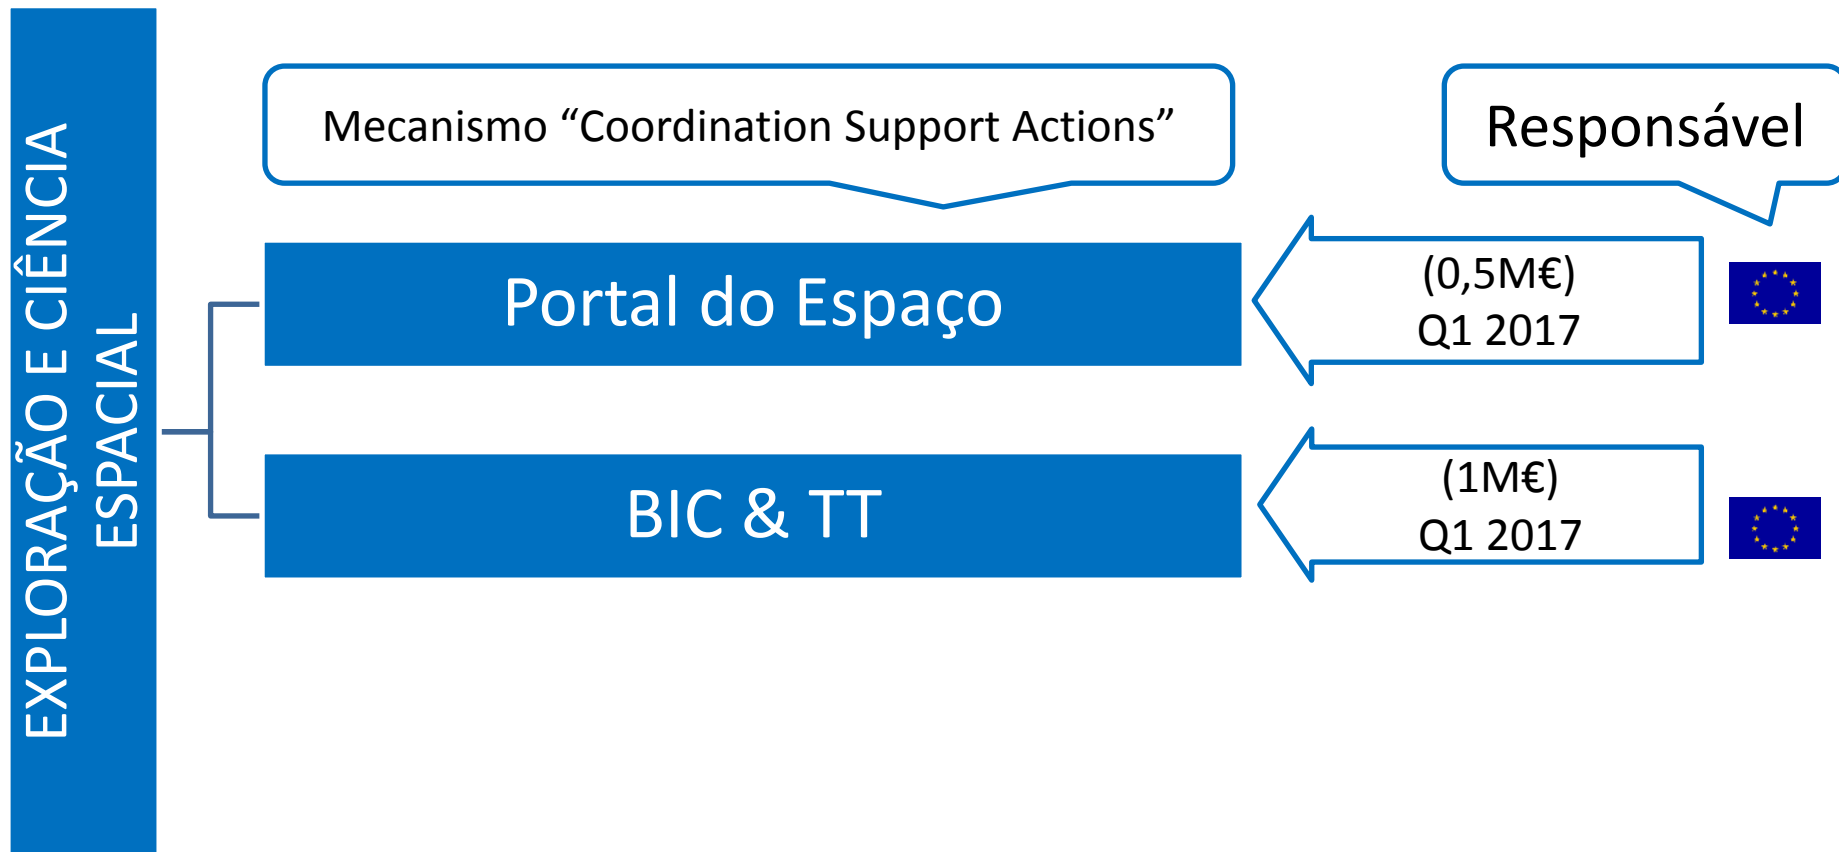 EXPLORAÇÃO E CIÊNCIA
ESPACIAL
Mecanismo “Coordination Support Actions”
Responsável
Portal do Espaço
(0,5M€)
Q1 2017
BIC & TT
(1M€)
Q1 2017